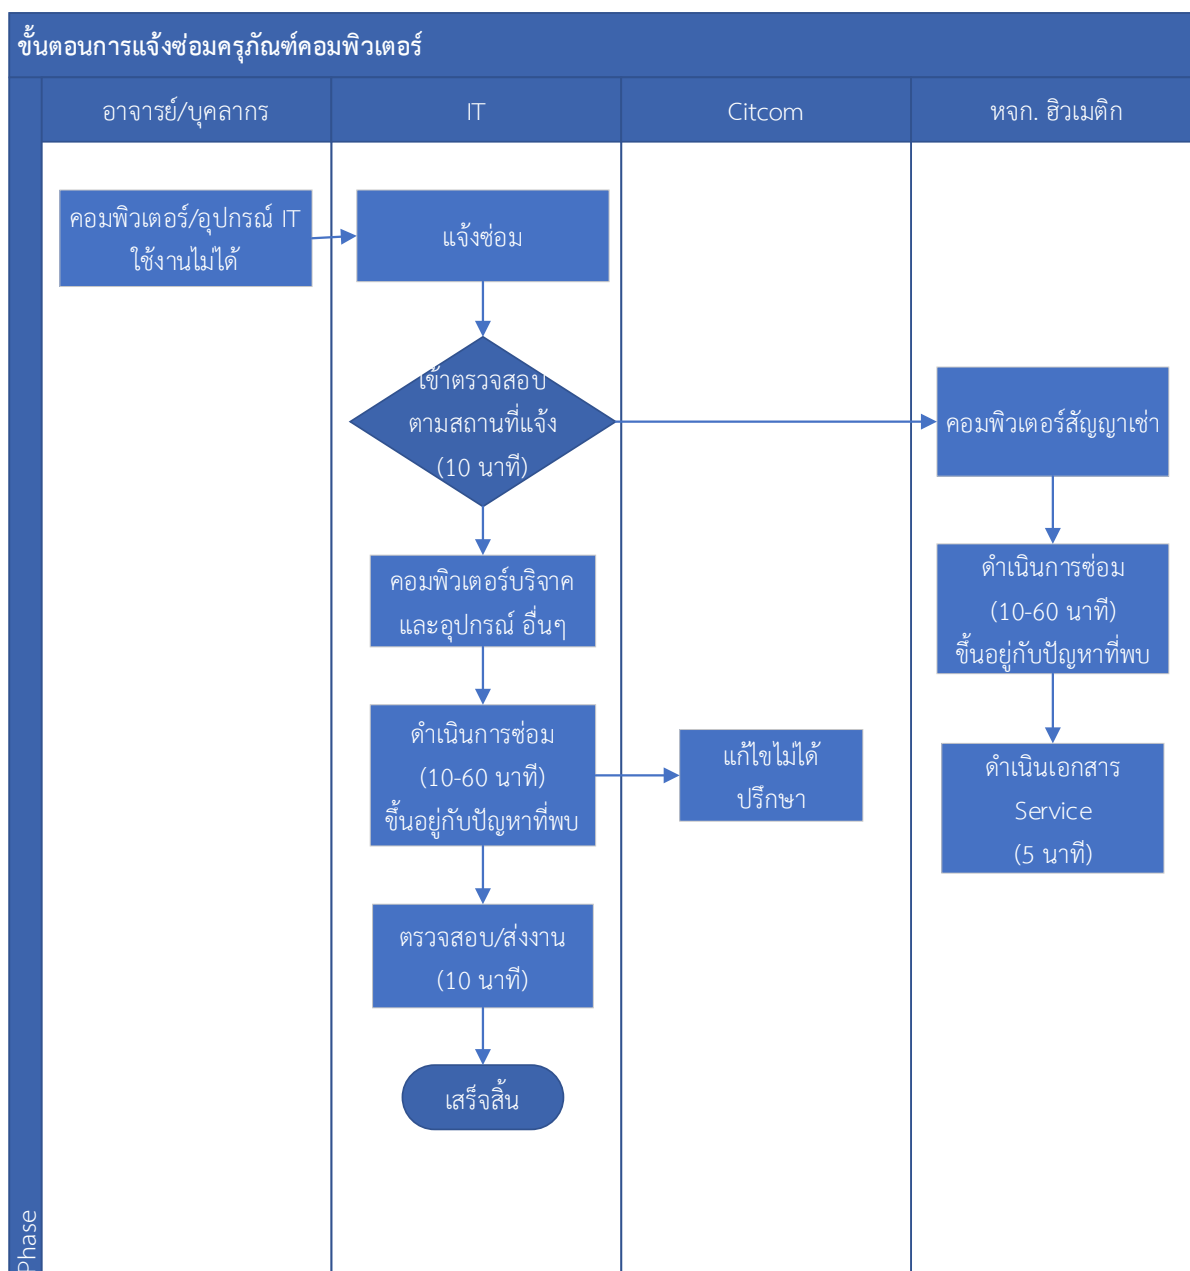 ขั้นตอนการแจ้งซ่อมครุภัณฑ์คอมพิวเตอร์
อาจารย์/บุคลากร
IT
Citcom
หจก. ฮิวเมติก
คอมพิวเตอร์/อุปกรณ์ IT
ใช้งานไม่ได้
แจ้งซ่อม
เข้าตรวจสอบ
ตามสถานที่แจ้ง
(10 นาที)
คอมพิวเตอร์สัญญาเช่า
คอมพิวเตอร์บริจาค
และอุปกรณ์ อื่นๆ
ดำเนินการซ่อม
(10-60 นาที)
ขึ้นอยู่กับปัญหาที่พบ
ดำเนินการซ่อม
(10-60 นาที)
ขึ้นอยู่กับปัญหาที่พบ
แก้ไขไม่ได้
ปรึกษา
ดำเนินเอกสาร
Service
(5 นาที)
ตรวจสอบ/ส่งงาน
(10 นาที)
เสร็จสิ้น
Phase